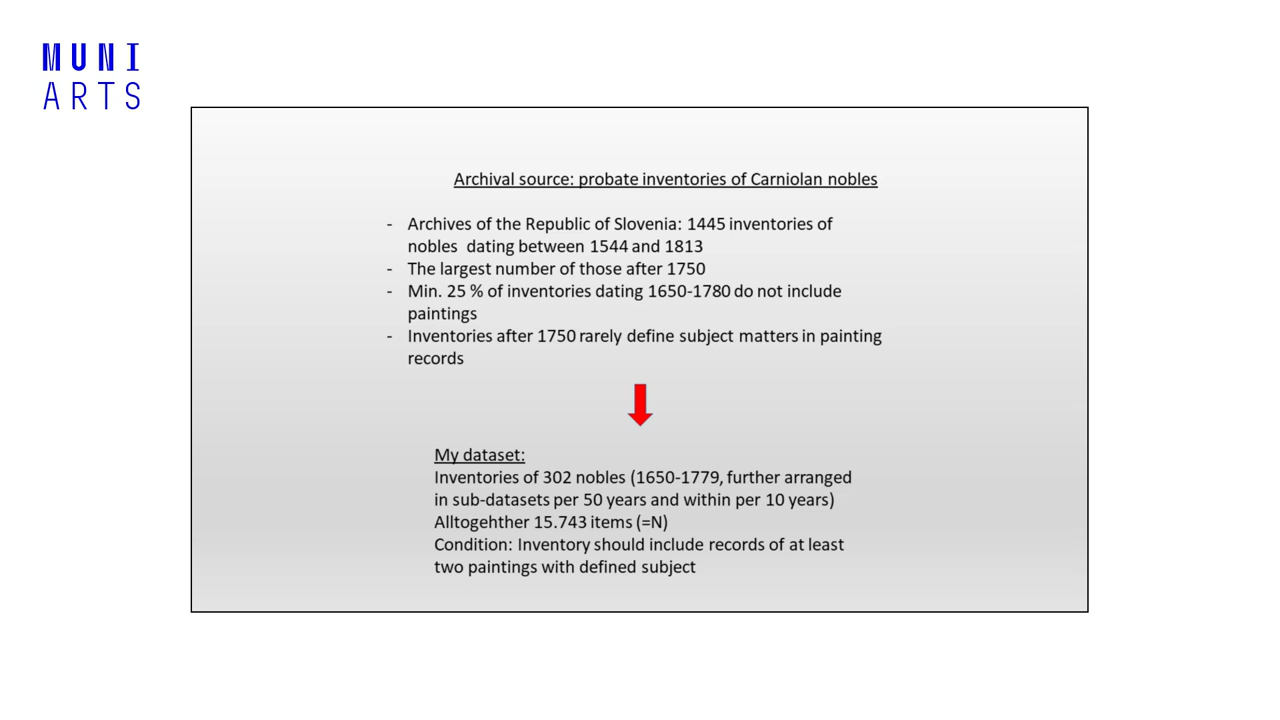 MUNI
ARTS
Archival source: probate inventories of Carniolan nobles
- Archives of the Republic of Slovenia: 1445 inventories of
nobles dating between 1544 and 1813
- The largest number of those after 1750
- Min. 25 % of inventories dating 1650-1780 do not include
paintings
- Inventories after 1750 rarely define subject matters in painting
records
My dataset:
Inventories of 302 nobles (1650-1779, further arranged
in sub-datasets per 50 years and within per 10 years)
Alltogehther 15.743 items (=N)
Condition: Inventory should include records of at least
two paintings with defined subject